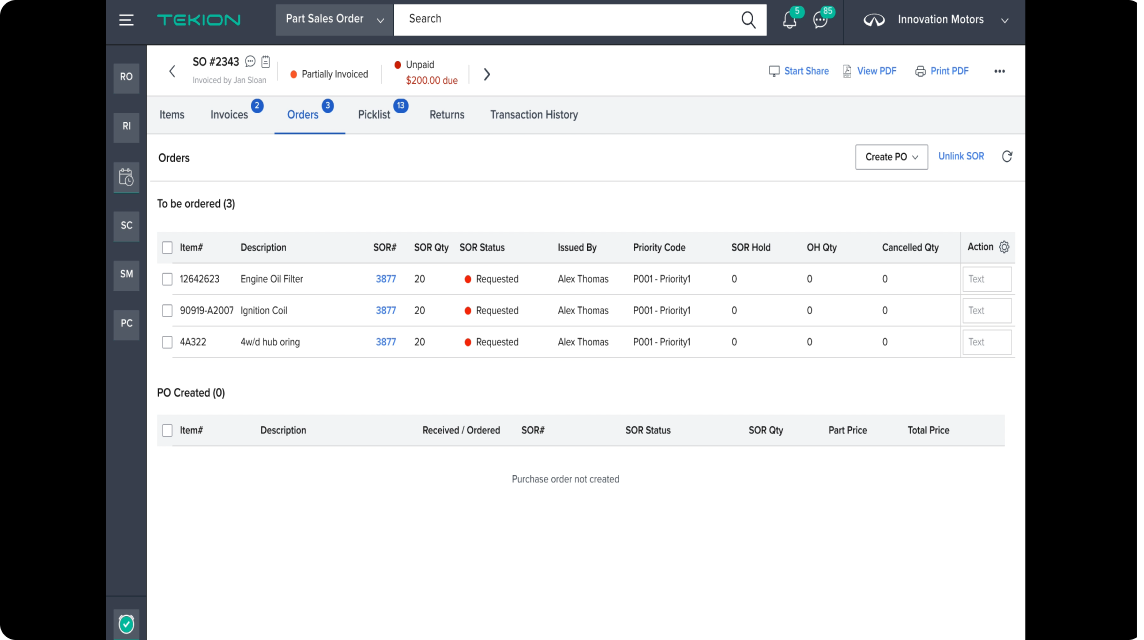 TEKION Part Sales Order Search 5 85 Innovation Motors
SO #2343
Invoiced by Jan Sloan
Partially Invoiced
Unpaid
$200.00 due
Start Share View PDF Print PDF
Items Invoices 2 Orders 3 Picklist 13 Returns Transaction History
Orders Create PO Unlink SOR
To be ordered (3)
Item# Description SOR# SOR Qty SOR Status Issued By Priority Code SOR Hold OH Qty Cancelled Qty Action
12642623 Engine Oil Filter 3877 20 Requested Alex Thomas P001 - Priority1 0 0 0 Text
90919-A2007 Ignition Coil 3877 20 Requested Alex Thomas P001 - Priority1 0 0 0 Text
4A322 4w/d hub oring 3877 20 Requested Alex Thomas P001 - Priority1 0 0 0 Text
PO Created (0)
Item# Description Received / Ordered SOR# SOR Status SOR Qty Part Price Total Price
Purchase order not created
RO
RI
SC
SM
PC